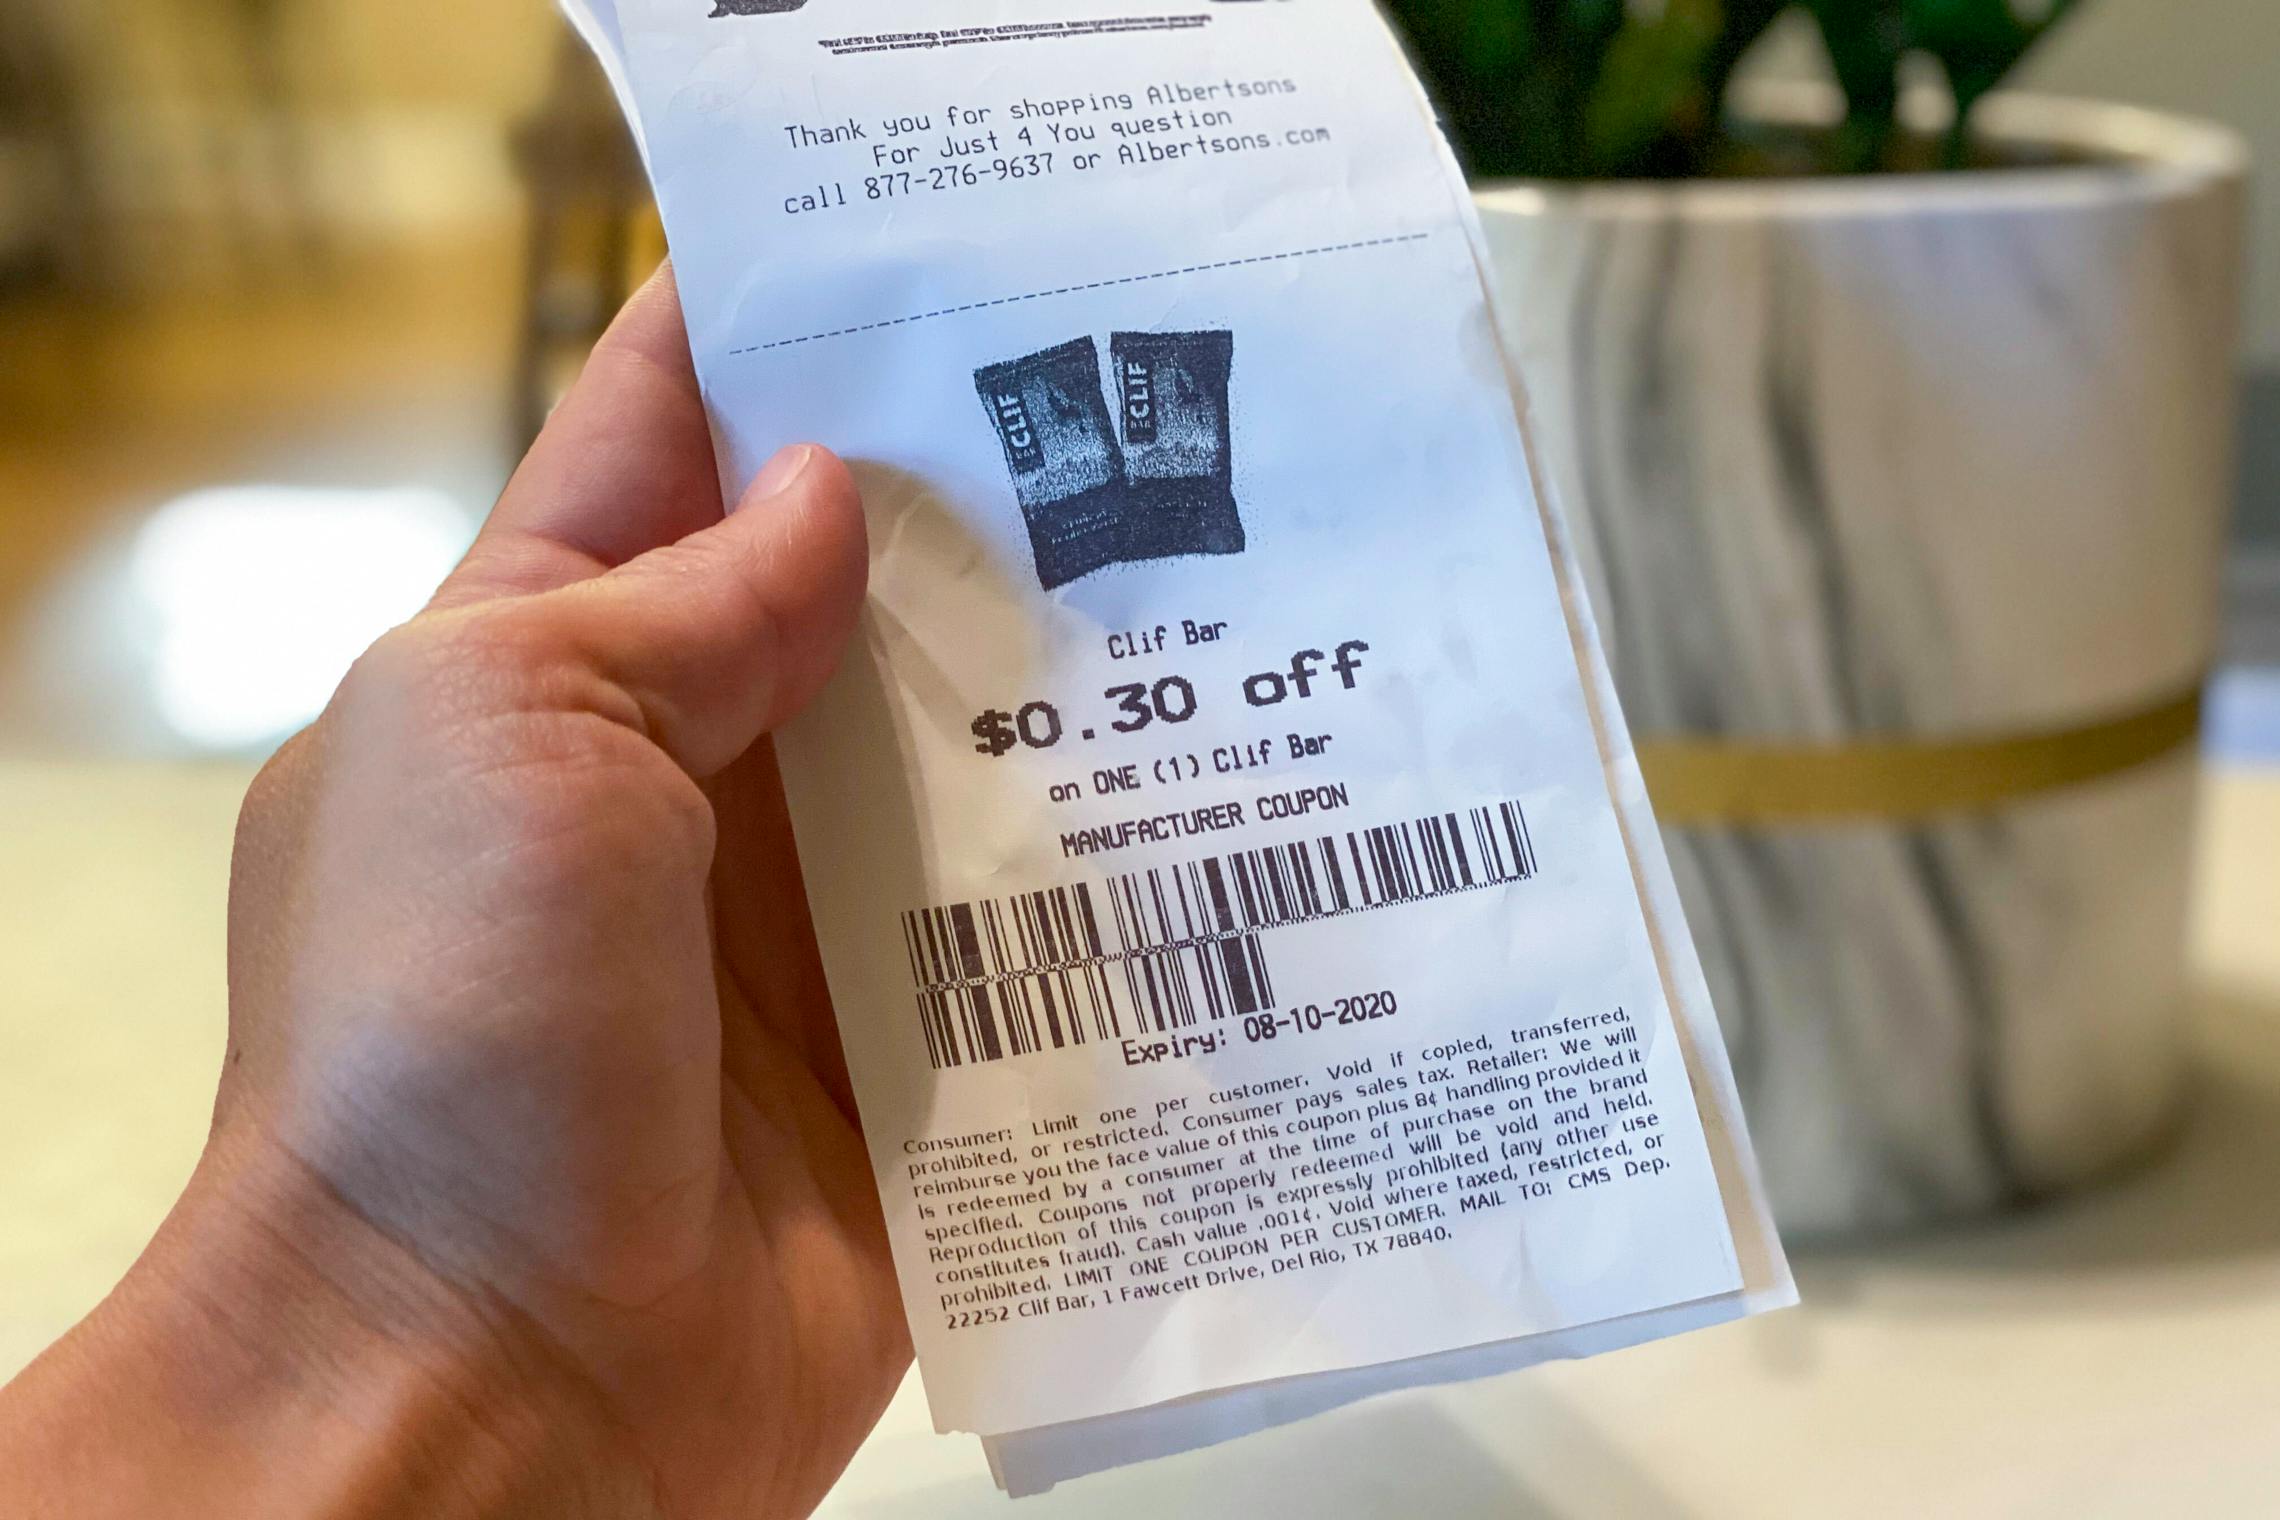 Thank you for shopping Albertsons
For Just 4 You question
call 877-276-9637 or Albertsons.com
CLIF
BAR
CLIF
BAR
Clif Bar
$0.30 off
on ONE (1) Clif Bar
MANUFACTURER COUPON
Expiry: 08-10-2020
Consumer: Limit one per customer. Void if copied, transferred,
prohibited, or restricted. Consumer pays sales tax. Retailer: We will
reimburse you the face value of this coupon plus 8¢ handling provided it
is redeemed by a consumer at the time of purchase on the brand
specified. Coupons not properly redeemed will be void and held.
Reproduction of this coupon is expressly prohibited (any other use
constitutes fraud). Cash value .001¢. Void where taxed, restricted, or
prohibited. LIMIT ONE COUPON PER CUSTOMER. MAIL TO: CMS Dep.
22252 Clif Bar, 1 Fawcett Drive, Del Rio, TX 78840.